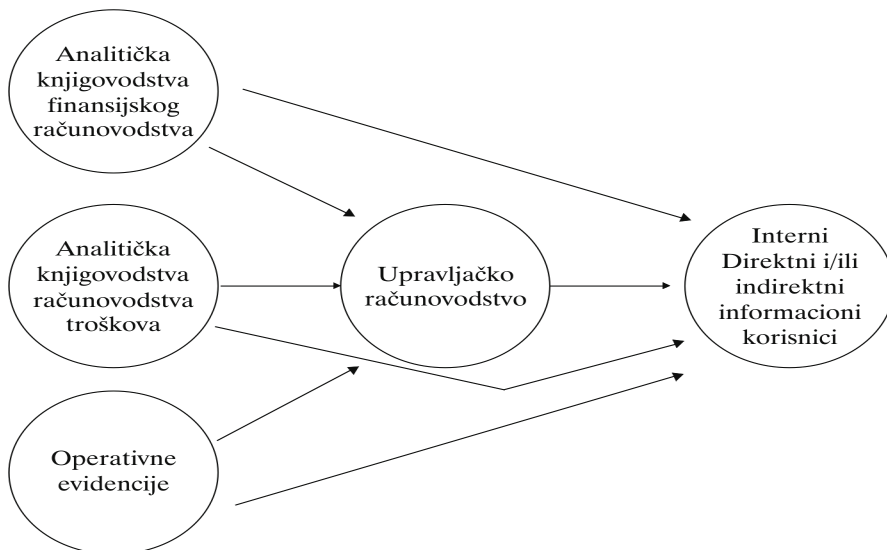 Analitička
knjigovodstva
finansijskog
računovodstva
Analitička
knjigovodstva
računovodstva
troškova
Operativne
evidencije
Upravljačko
računovodstvo
Interni
Direktni i/ili
indirektni
informacioni
korisnici